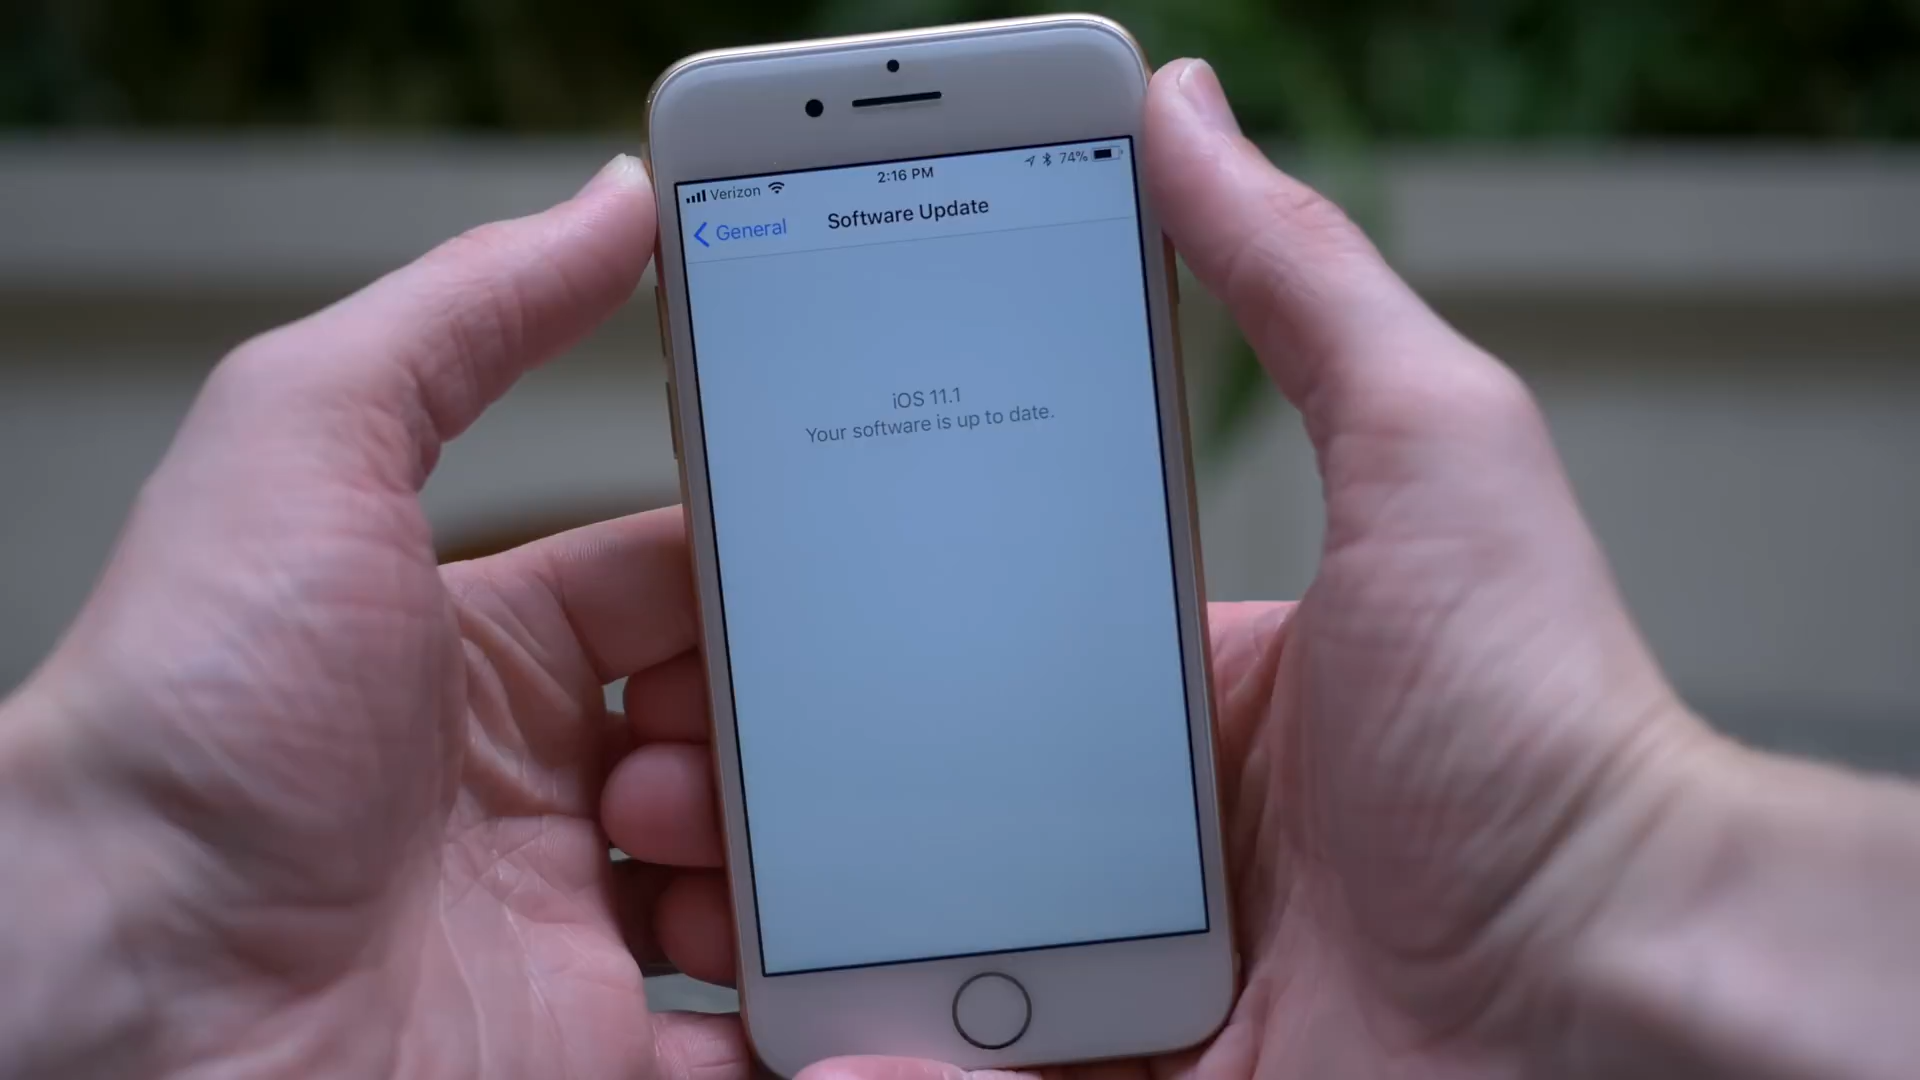 Verizon 2:16 PM 74%
General Software Update
iOS 11.1
Your software is up to date.